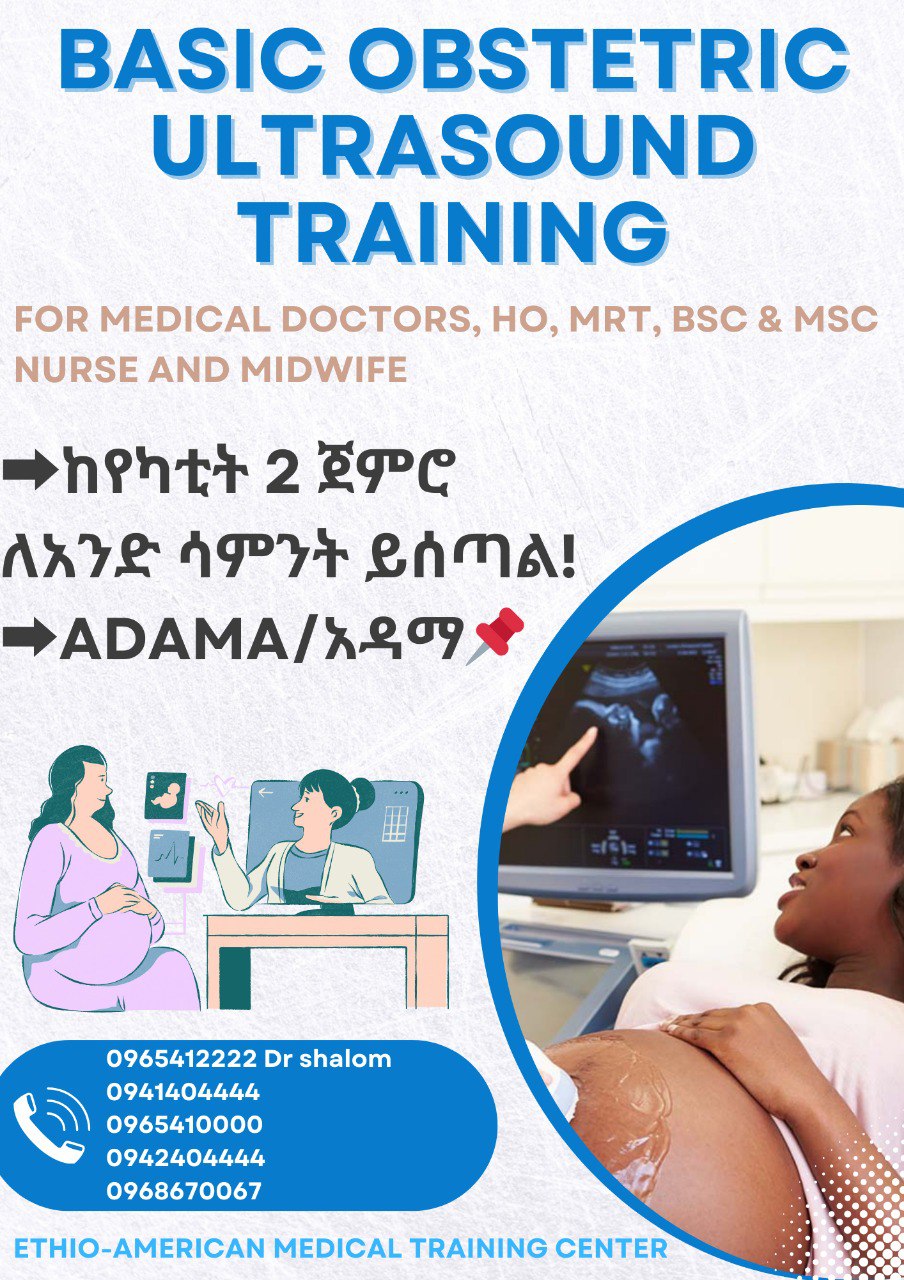 BASIC OBSTETRIC
ULTRASOUND
TRAINING
FOR MEDICAL DOCTORS, HO, MRT, BSC & MSC
NURSE AND MIDWIFE
➡ከየካቲት 2 ጀምሮ
ለአንድ ሳምንት ይሰጣል!
➡ADAMA/አዳማ📌
0965412222 Dr shalom
0941404444
0965410000
0942404444
0968670067
ETHIO-AMERICAN MEDICAL TRAINING CENTER